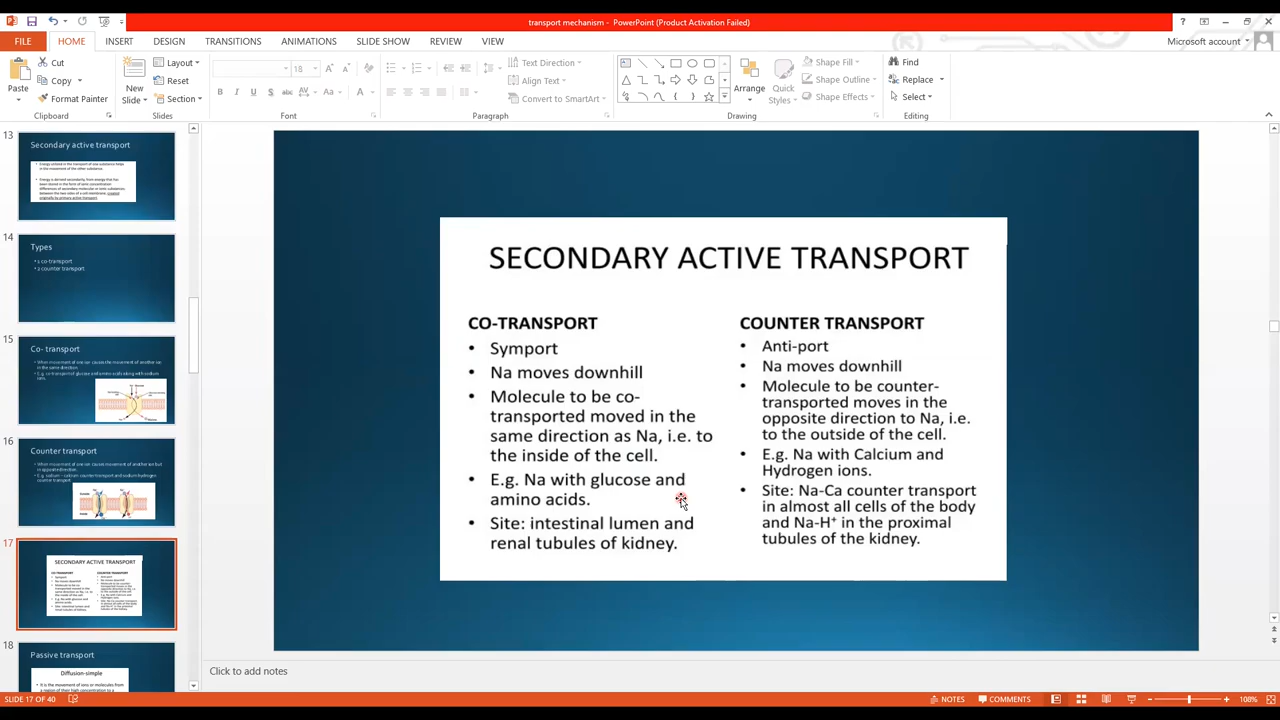 transport mechanism - PowerPoint (Product Activation Failed)
FILE HOME INSERT DESIGN TRANSITIONS ANIMATIONS SLIDE SHOW REVIEW VIEW Microsoft account
Paste
Cut
Copy
Format Painter
Clipboard
New Slide
Layout
Reset
Section
Slides
18
Font
Text Direction
Align Text
Convert to SmartArt
Paragraph
Arrange
Quick Styles
Shape Fill
Shape Outline
Shape Effects
Drawing
Find
Replace
Select
Editing
13
Secondary active transport
14
Types
1 co-transport
2 counter transport
15
Co- transport
16
Counter transport
17
SECONDARY ACTIVE TRANSPORT
18
Passive transport
Diffusion-simple
SECONDARY ACTIVE TRANSPORT
CO-TRANSPORT
• Symport
• Na moves downhill
• Molecule to be co-
transported moved in the
same direction as Na, i.e. to
the inside of the cell.
• E.g. Na with glucose and
amino acids.
• Site: intestinal lumen and
renal tubules of kidney.
COUNTER TRANSPORT
• Anti-port
• Na moves downhill
• Molecule to be counter-
transported moves in the
opposite direction to Na, i.e.
to the outside of the cell.
• E.g. Na with Calcium and
Hydrogen ions.
• Site: Na-Ca counter transport
in almost all cells of the body
and Na-H⁺ in the proximal
tubules of the kidney.
Click to add notes
SLIDE 17 OF 40
NOTES COMMENTS 108%